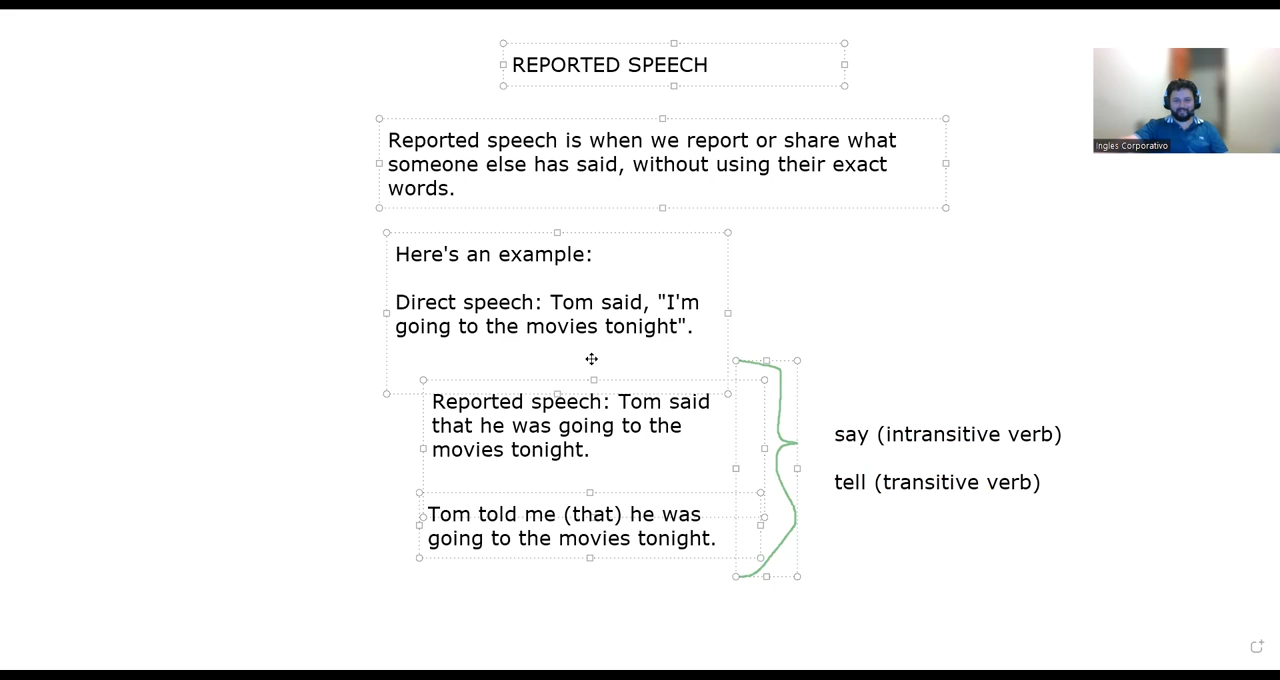 REPORTED SPEECH
Ingles Corporativo
Reported speech is when we report or share what
someone else has said, without using their exact
words.
Here's an example:
Direct speech: Tom said, "I'm
going to the movies tonight".
Reported speech: Tom said
that he was going to the
movies tonight.
Tom told me (that) he was
going to the movies tonight.
say (intransitive verb)
tell (transitive verb)